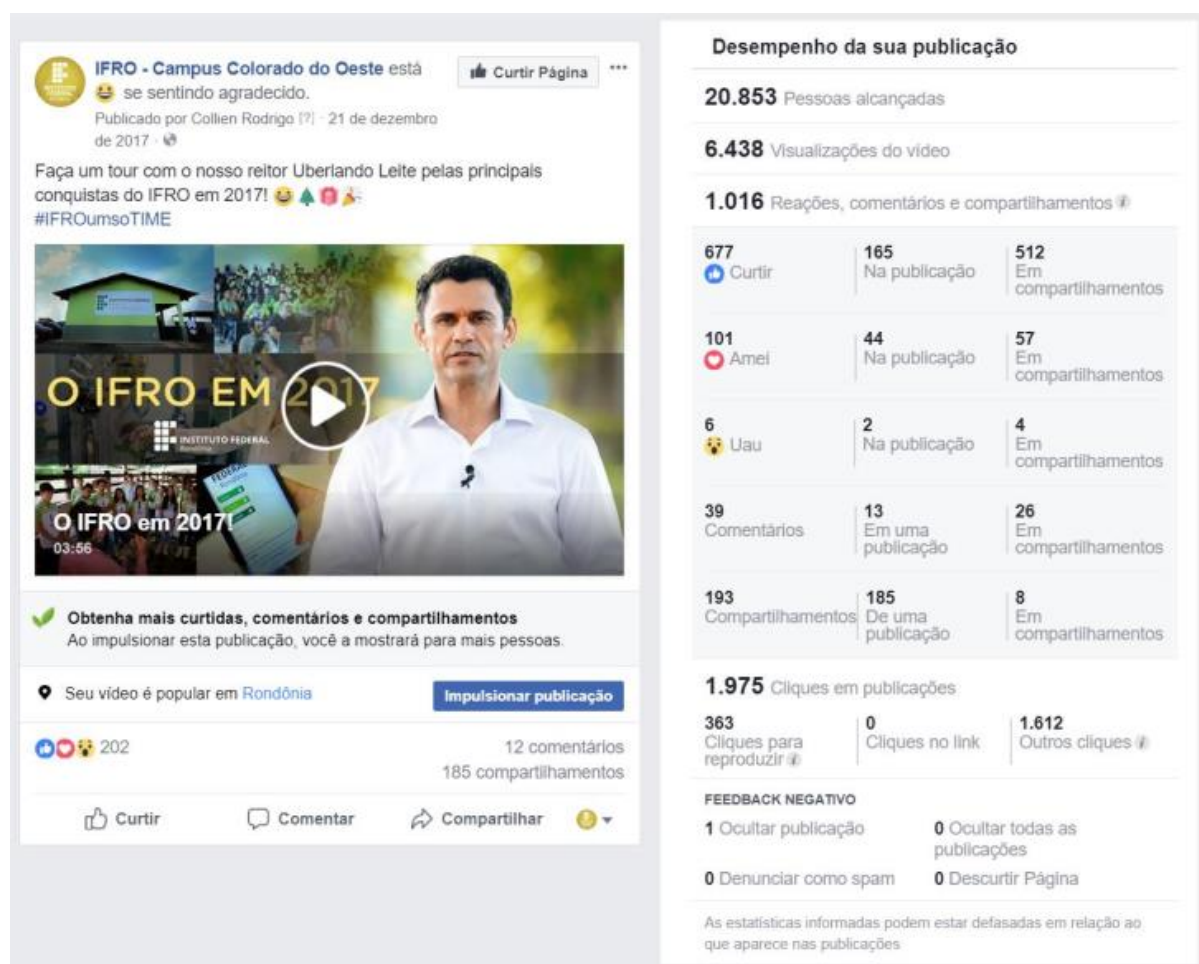 IFRO - Campus Colorado do Oeste está
se sentindo agradecido.
Curtir Página
Publicado por Collien Rodrigo [?] · 21 de dezembro
de 2017 ·
Faça um tour com o nosso reitor Uberlando Leite pelas principais
conquistas do IFRO em 2017!
#IFROumsoTIME
O IFRO EM 2017
INSTITUTO FEDERAL
O IFRO em 2017!
03:56
Obtenha mais curtidas, comentários e compartilhamentos
Ao impulsionar esta publicação, você a mostrará para mais pessoas.
Seu vídeo é popular em Rondônia
Impulsionar publicação
202
12 comentários
185 compartilhamentos
Curtir
Comentar
Compartilhar
Desempenho da sua publicação
20.853 Pessoas alcançadas
6.438 Visualizações do vídeo
1.016 Reações, comentários e compartilhamentos
677 165 512
Curtir Na publicação Em
compartilhamentos
101 44 57
Amei Na publicação Em
compartilhamentos
6 2 4
Uau Na publicação Em
compartilhamentos
39 13 26
Comentários Em uma Em
publicação compartilhamentos
193 185 8
Compartilhamentos De uma Em
publicação compartilhamentos
1.975 Cliques em publicações
363 0 1.612
Cliques para Cliques no link Outros cliques
reproduzir
FEEDBACK NEGATIVO
1 Ocultar publicação 0 Ocultar todas as
publicações
0 Denunciar como spam 0 Descurtir Página
As estatísticas informadas podem estar defasadas em relação ao
que aparece nas publicações